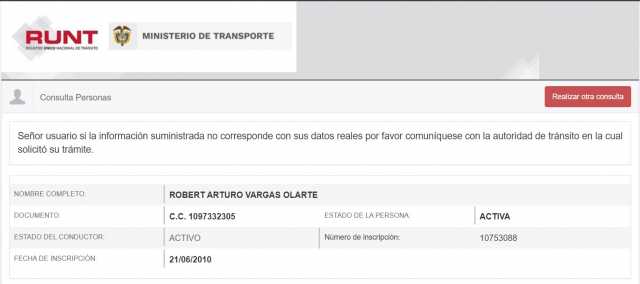 RUNT
REGISTRO ÚNICO NACIONAL DE TRÁNSITO
MINISTERIO DE TRANSPORTE
Consulta Personas
Realizar otra consulta
Señor usuario si la información suministrada no corresponde con sus datos reales por favor comuníquese con la autoridad de tránsito en la cual
solicitó su trámite.
NOMBRE COMPLETO: ROBERT ARTURO VARGAS OLARTE
DOCUMENTO: C.C. 1097332305 ESTADO DE LA PERSONA: ACTIVA
ESTADO DEL CONDUCTOR: ACTIVO Número de inscripción: 10753088
FECHA DE INSCRIPCIÓN: 21/06/2010